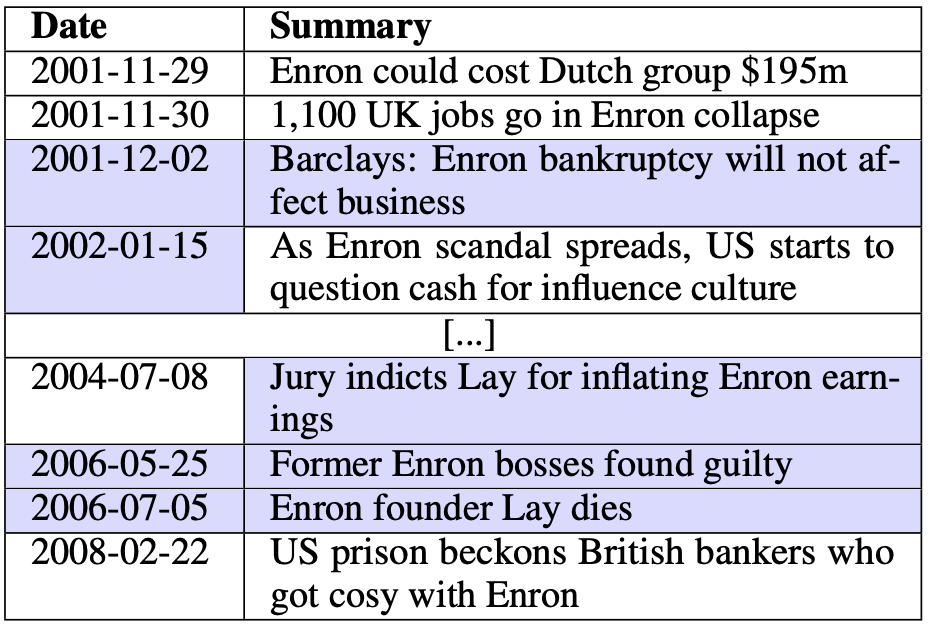 Date Summary
2001-11-29 Enron could cost Dutch group $195m
2001-11-30 1,100 UK jobs go in Enron collapse
2001-12-02 Barclays: Enron bankruptcy will not af-
fect business
2002-01-15 As Enron scandal spreads, US starts to
question cash for influence culture
[...]
2004-07-08 Jury indicts Lay for inflating Enron earn-
ings
2006-05-25 Former Enron bosses found guilty
2006-07-05 Enron founder Lay dies
2008-02-22 US prison beckons British bankers who
got cosy with Enron